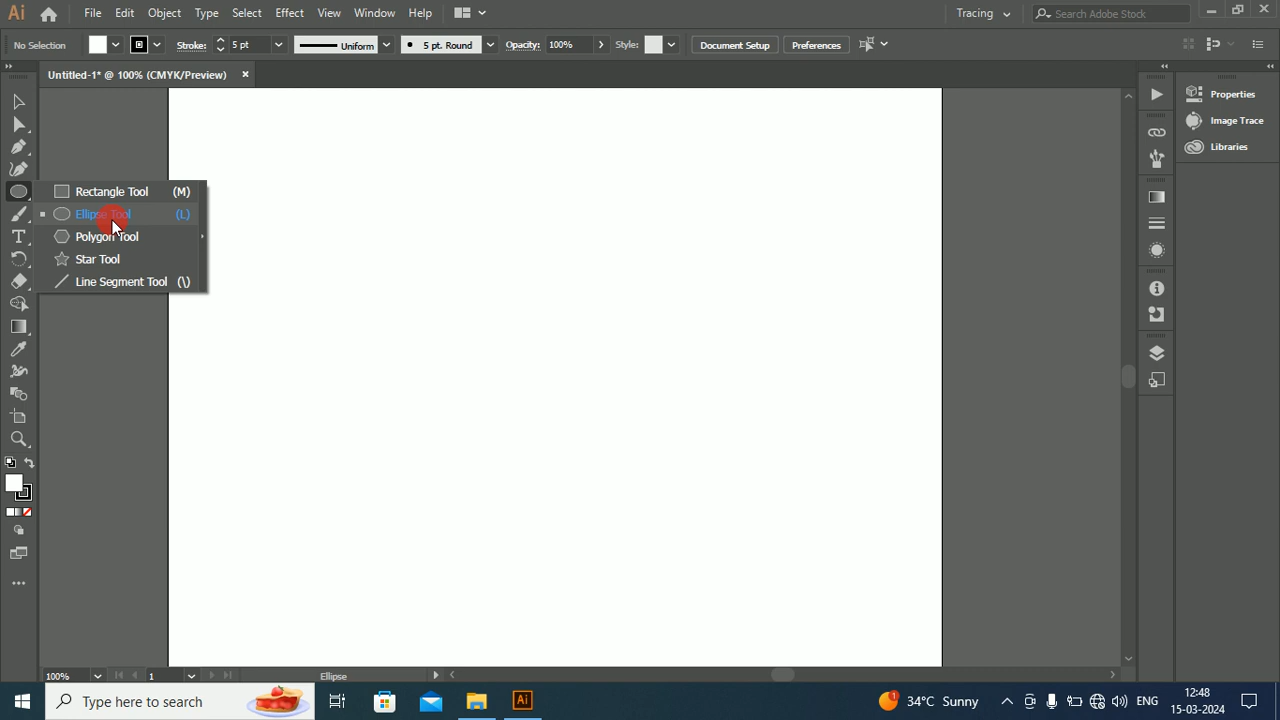 Ai File Edit Object Type Select Effect View Window Help Tracing Search Adobe Stock
No Selection Stroke: 5 pt Uniform 5 pt. Round Opacity: 100% Style: Document Setup Preferences
Untitled-1* @ 100% (CMYK/Preview) ×
Properties
Image Trace
Libraries
Rectangle Tool (M)
Ellipse Tool (L)
Polygon Tool
Star Tool
Line Segment Tool (\)
T
100% 1 Ellipse
Type here to search Ai 1 34°C Sunny ENG 12:48
15-03-2024